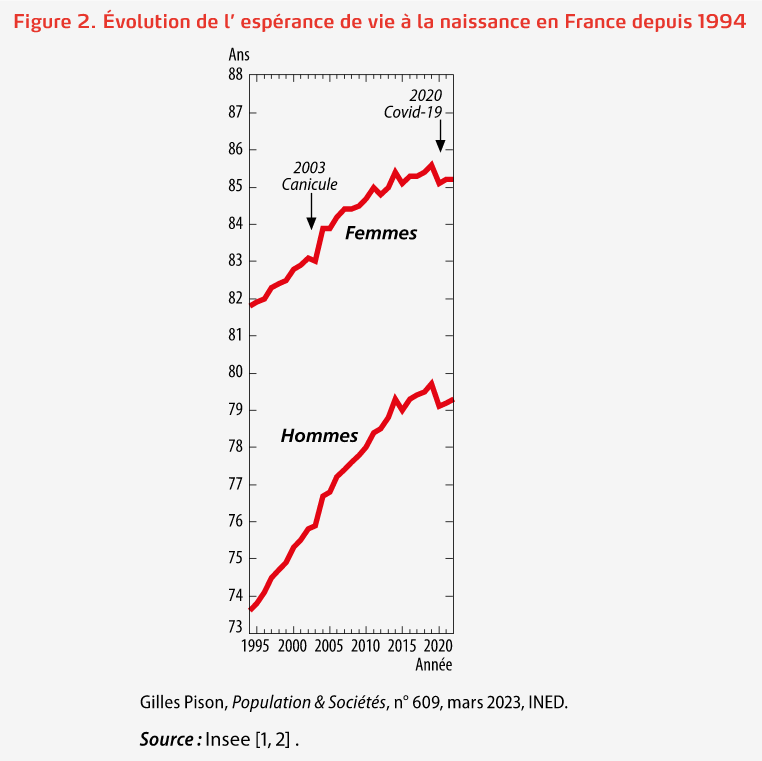 Figure 2. Évolution de l’ espérance de vie à la naissance en France depuis 1994
Ans
88
87
86
85
84
83
82
81
80
79
78
77
76
75
74
73
2020
Covid-19
2003
Canicule
Femmes
Hommes
1995 2000 2005 2010 2015 2020
Année
Gilles Pison, Population & Sociétés, n° 609, mars 2023, INED.
Source : Insee [1, 2] .